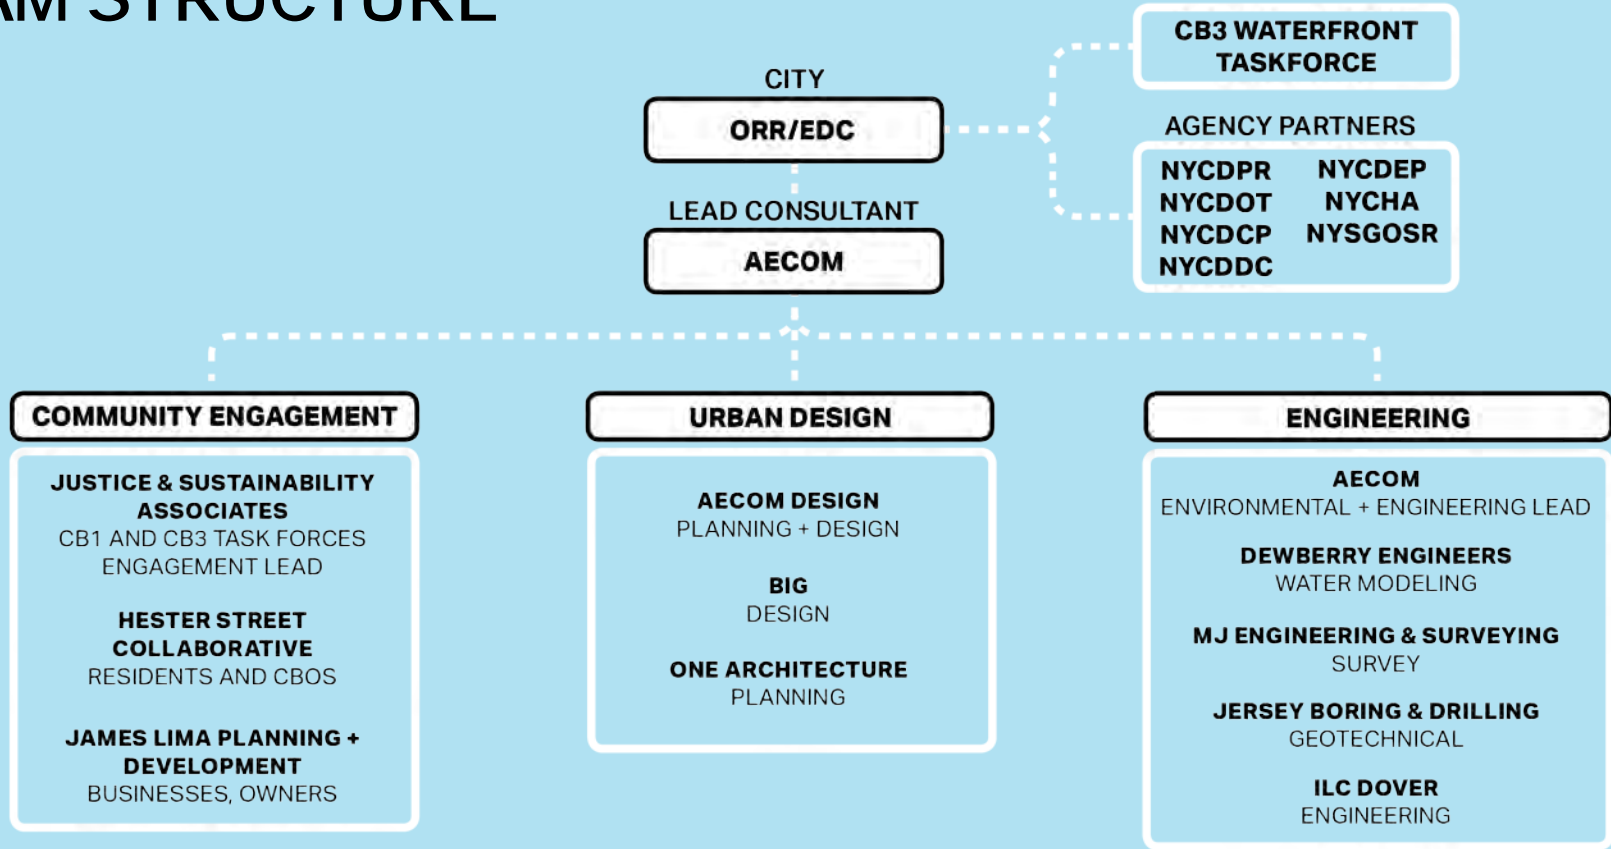 STRUCTURE
CITY
ORR/EDC
LEAD CONSULTANT
AECOM
CB3 WATERFRONT
TASKFORCE
AGENCY PARTNERS
NYCDPR
NYCDOT
NYCDCP
NYCDDC
NYCDEP
NYCHA
NYSGOSR
COMMUNITY ENGAGEMENT
JUSTICE & SUSTAINABILITY
ASSOCIATES
CB1 AND CB3 TASK FORCES
ENGAGEMENT LEAD
HESTER STREET
COLLABORATIVE
RESIDENTS AND CBOS
JAMES LIMA PLANNING +
DEVELOPMENT
BUSINESSES, OWNERS
URBAN DESIGN
AECOM DESIGN
PLANNING + DESIGN
BIG
DESIGN
ONE ARCHITECTURE
PLANNING
ENGINEERING
AECOM
ENVIRONMENTAL + ENGINEERING LEAD
DEWBERRY ENGINEERS
WATER MODELING
MJ ENGINEERING & SURVEYING
SURVEY
JERSEY BORING & DRILLING
GEOTECHNICAL
ILC DOVER
ENGINEERING